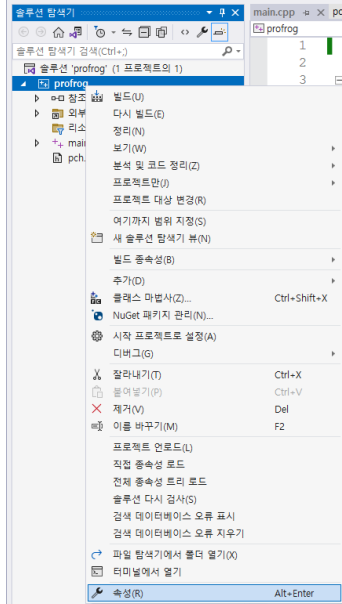 솔루션 탐색기
main.cpp
pc
솔루션 탐색기 검색(Ctrl+;)
profrog
1
2
3
솔루션 'profrog' (1 프로젝트의 1)
profrog
참조
외부
리소
mai
pch.
빌드(U)
다시 빌드(E)
정리(N)
보기(W)
분석 및 코드 정리(Z)
프로젝트만(J)
프로젝트 대상 변경(R)
여기까지 범위 지정(S)
새 솔루션 탐색기 뷰(N)
빌드 종속성(B)
추가(D)
클래스 마법사(Z)... Ctrl+Shift+X
NuGet 패키지 관리(N)...
시작 프로젝트로 설정(A)
디버그(G)
잘라내기(T) Ctrl+X
붙여넣기(P) Ctrl+V
제거(V) Del
이름 바꾸기(M) F2
프로젝트 언로드(L)
직접 종속성 로드
전체 종속성 트리 로드
솔루션 다시 검사(S)
검색 데이터베이스 오류 표시
검색 데이터베이스 오류 지우기
파일 탐색기에서 폴더 열기(X)
터미널에서 열기
속성(R) Alt+Enter